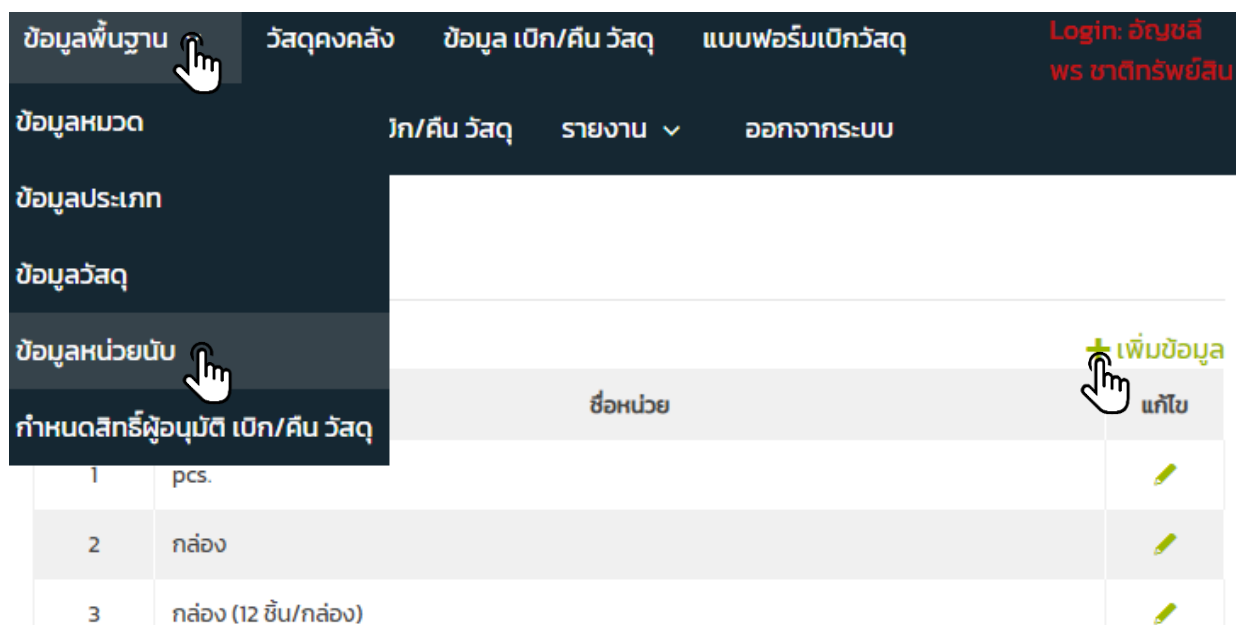 ข้อมูลพื้นฐาน วัสดุคงคลัง ข้อมูล เบิก/คืน วัสดุ แบบฟอร์มเบิกวัสดุ Login: อัญชลี
พร ชาติทรัพย์สิน
ข้อมูลหมวด บิก/คืน วัสดุ รายงาน ออกจากระบบ
ข้อมูลประเภท
ข้อมูลวัสดุ
ข้อมูลหน่วยนับ + เพิ่มข้อมูล
ชื่อหน่วย แก้ไข
กำหนดสิทธิ์ผู้อนุมัติ เบิก/คืน วัสดุ
1 pcs.
2 กล่อง
3 กล่อง (12 ชิ้น/กล่อง)